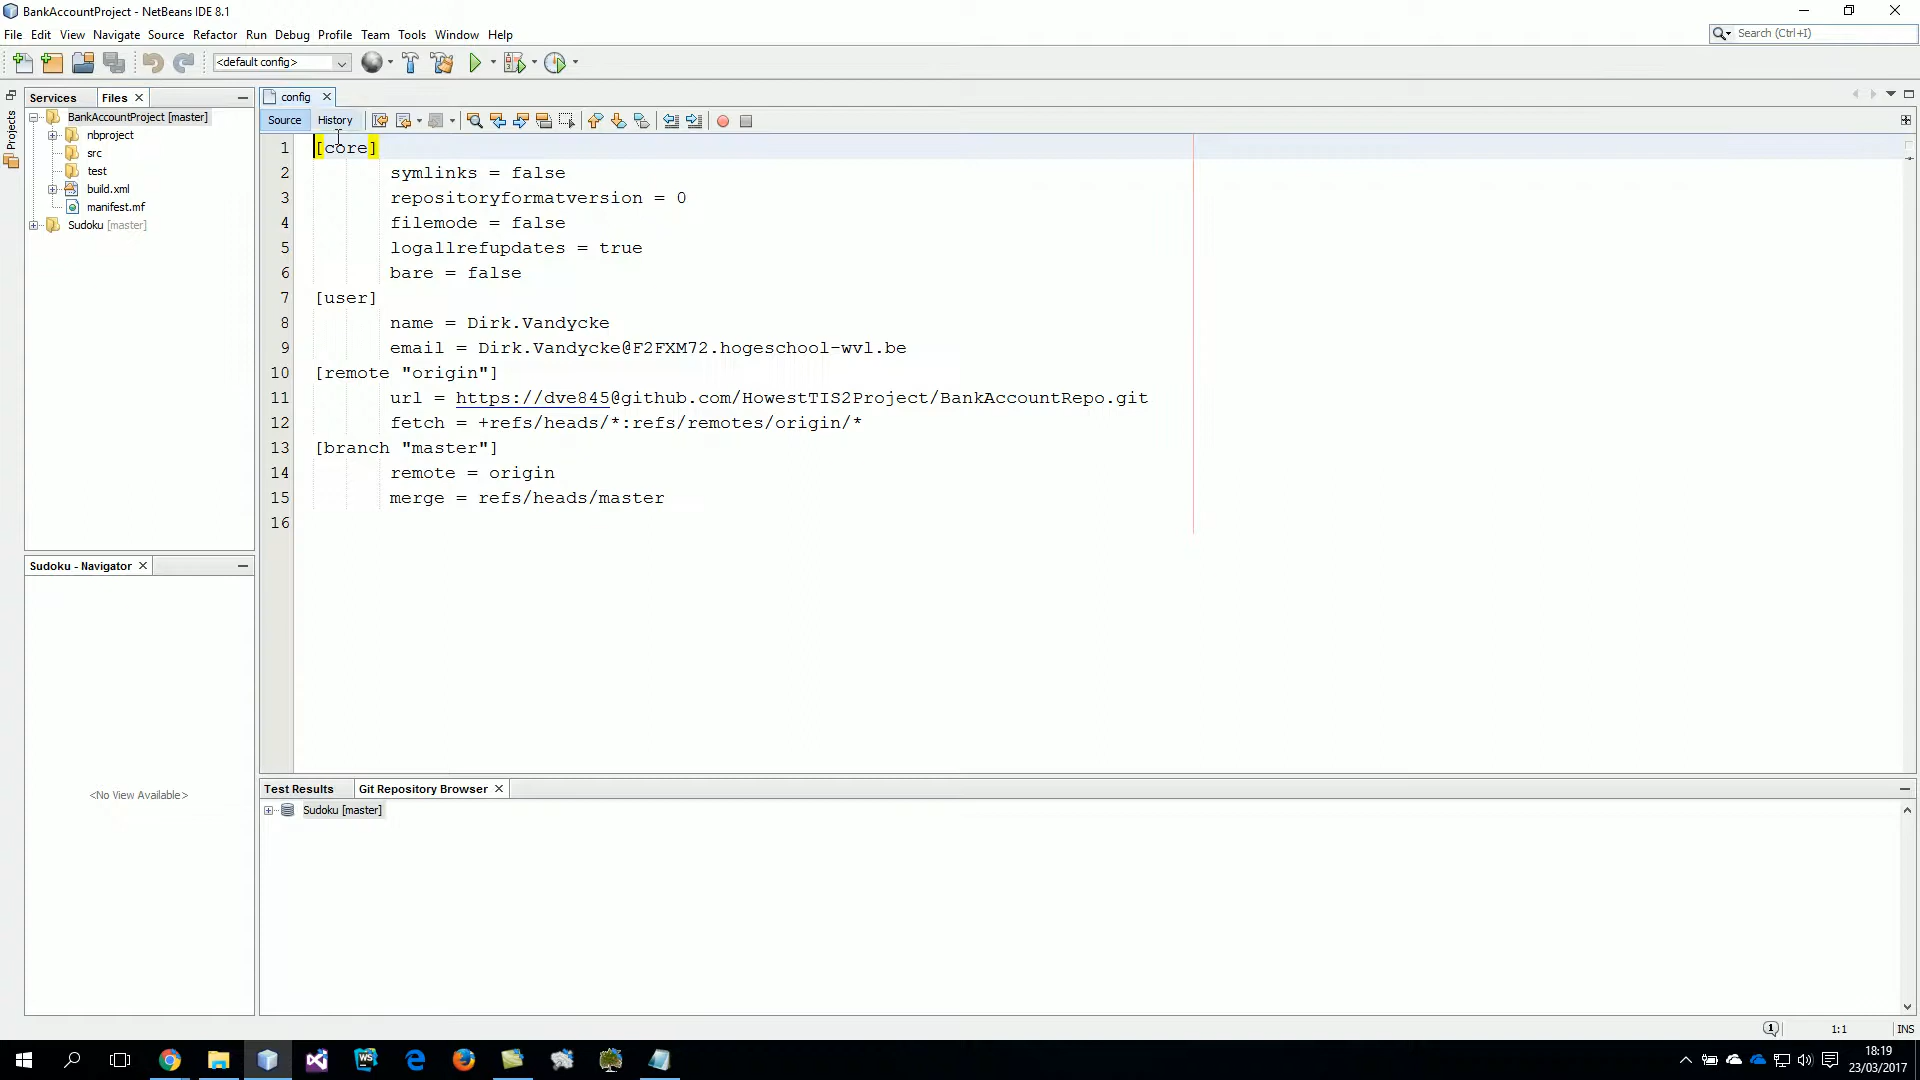 BankAccountProject - NetBeans IDE 8.1
File Edit View Navigate Source Refactor Run Debug Profile Team Tools Window Help
Search (Ctrl+I)
<default config>
Projects
Services Files
BankAccountProject [master]
nbproject
src
test
build.xml
manifest.mf
Sudoku [master]
config
Source History
1 [core]
2 symlinks = false
3 repositoryformatversion = 0
4 filemode = false
5 logallrefupdates = true
6 bare = false
7 [user]
8 name = Dirk.Vandycke
9 email = Dirk.Vandycke@F2FXM72.hogeschool-wvl.be
10 [remote "origin"]
11 url = https://dve845@github.com/HowestTIS2Project/BankAccountRepo.git
12 fetch = +refs/heads/*:refs/remotes/origin/*
13 [branch "master"]
14 remote = origin
15 merge = refs/heads/master
16
Sudoku - Navigator
<No View Available>
Test Results Git Repository Browser
Sudoku [master]
1:1 INS
18:19
23/03/2017